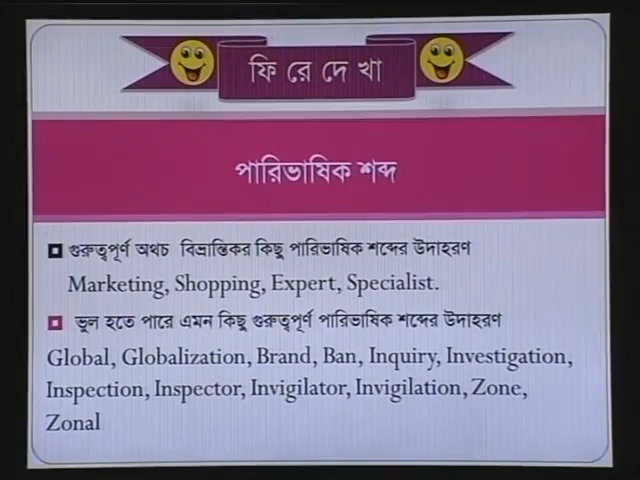 ফি রে দে খা
পারিভাষিক শব্দ
গুরুত্বপূর্ণ অথচ বিভ্রান্তিকর কিছু পারিভাষিক শব্দের উদাহরণ
Marketing, Shopping, Expert, Specialist.
ভুল হতে পারে এমন কিছু গুরুত্বপূর্ণ পারিভাষিক শব্দের উদাহরণ
Global, Globalization, Brand, Ban, Inquiry, Investigation,
Inspection, Inspector, Invigilator, Invigilation, Zone,
Zonal